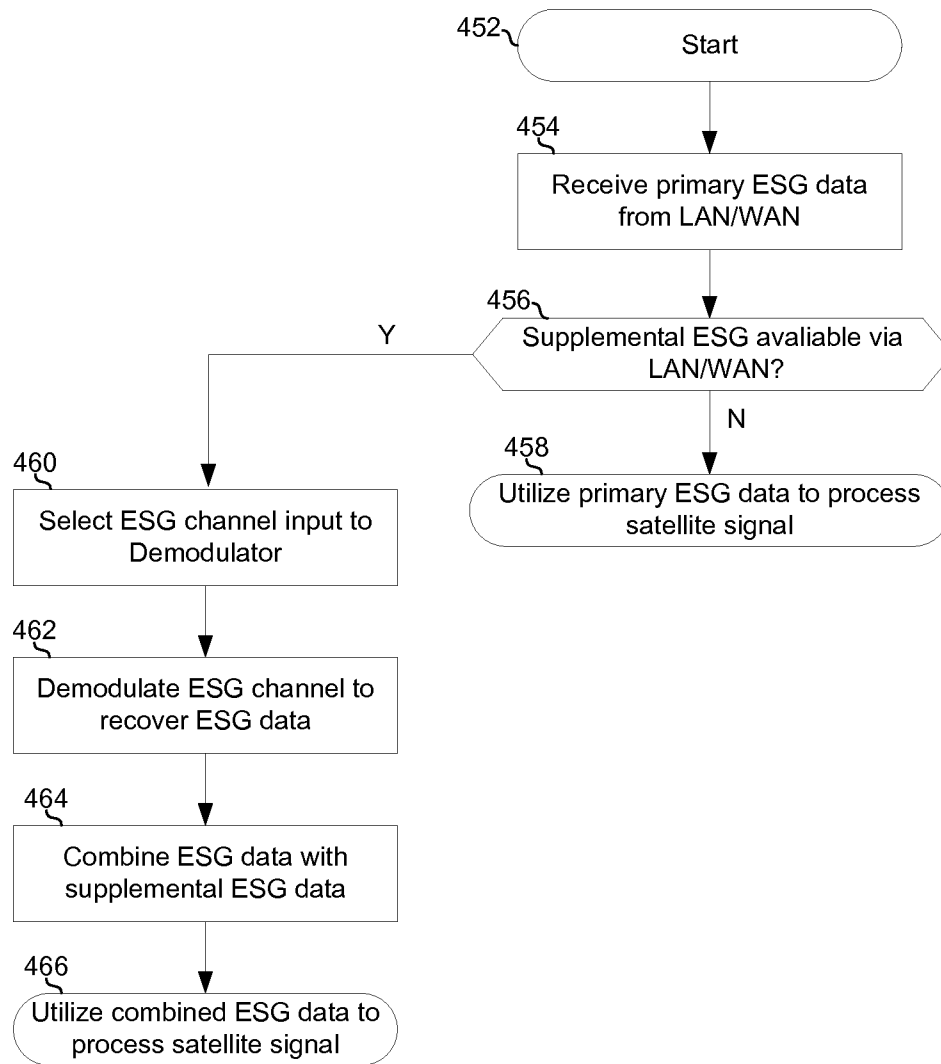 452
Start
454
Receive primary ESG data
from LAN/WAN
456
Supplemental ESG avaliable via
LAN/WAN?
Y
N
458
Utilize primary ESG data to process
satellite signal
460
Select ESG channel input to
Demodulator
462
Demodulate ESG channel to
recover ESG data
464
Combine ESG data with
supplemental ESG data
466
Utilize combined ESG data to
process satellite signal